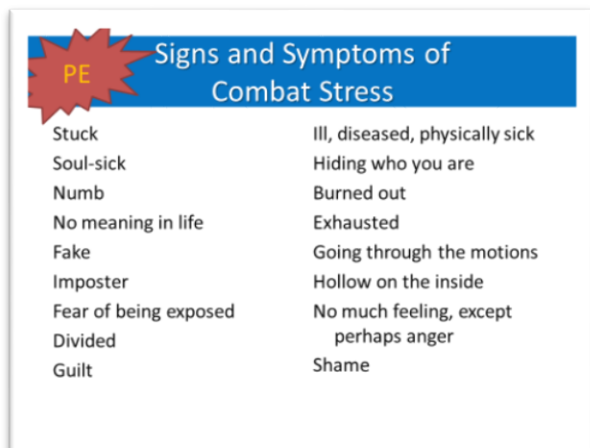 PE
Signs and Symptoms of
Combat Stress
Stuck
Soul-sick
Numb
No meaning in life
Fake
Imposter
Fear of being exposed
Divided
Guilt
Ill, diseased, physically sick
Hiding who you are
Burned out
Exhausted
Going through the motions
Hollow on the inside
No much feeling, except
perhaps anger
Shame